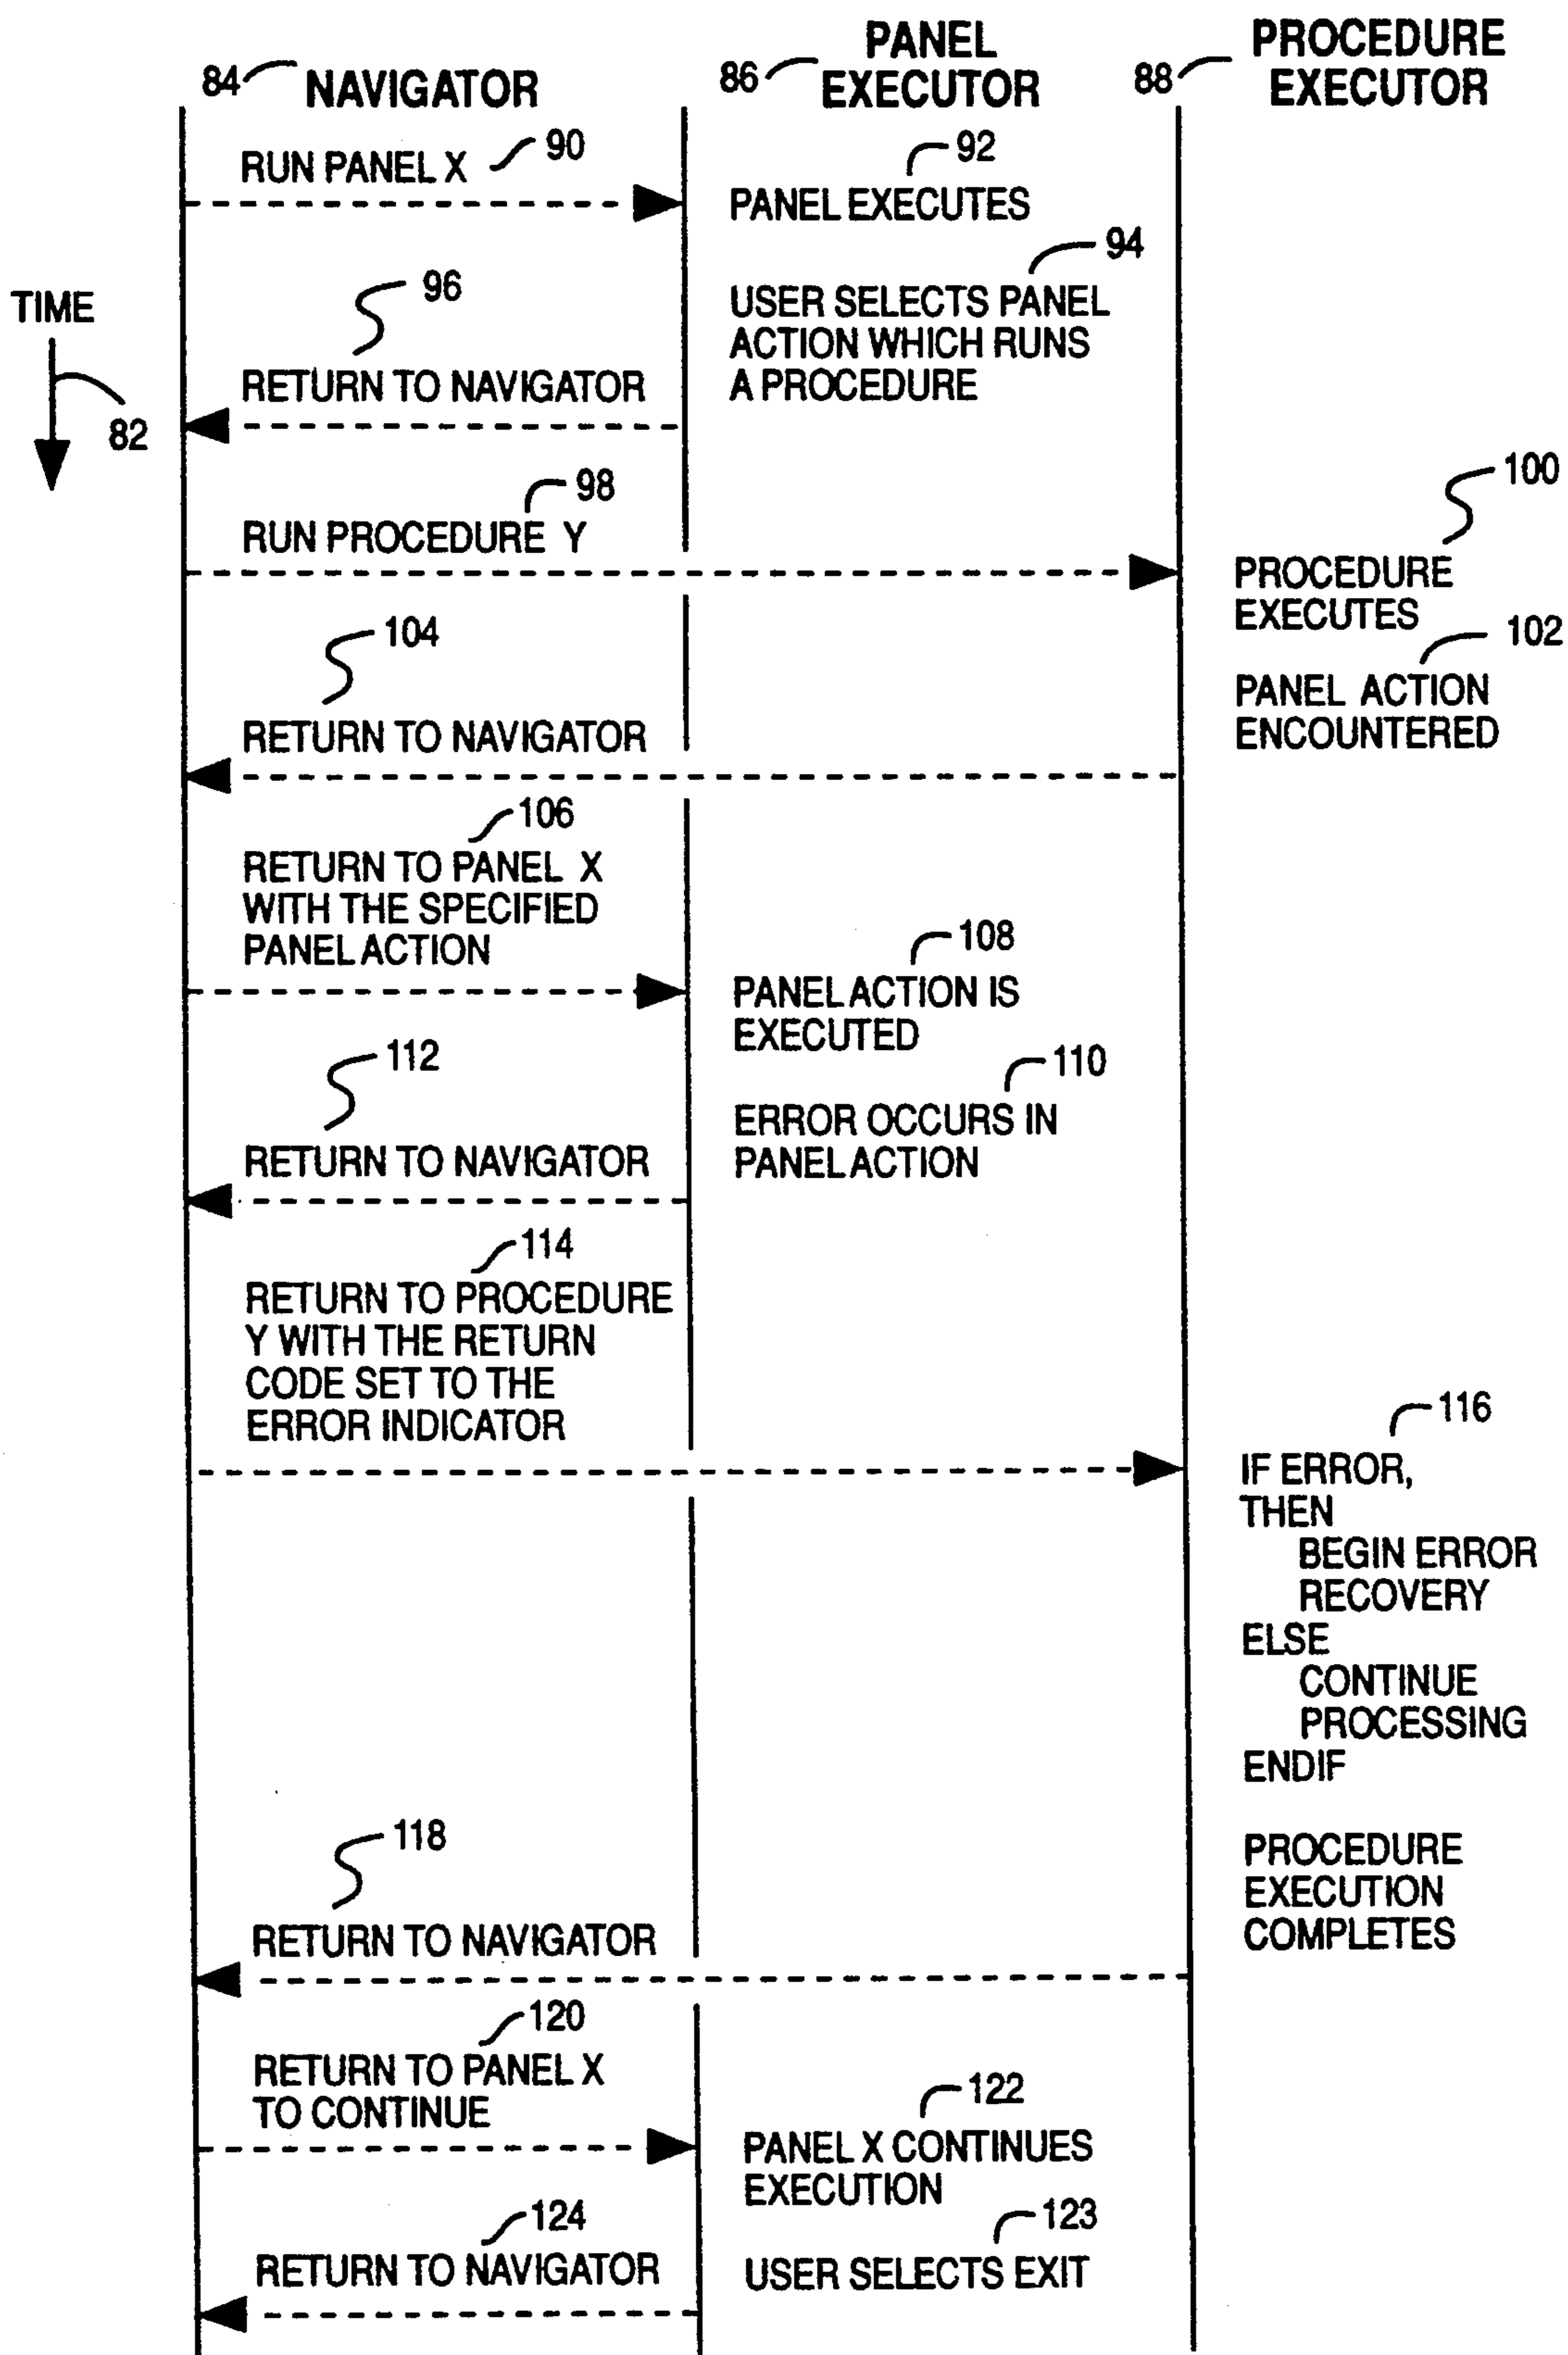 84 NAVIGATOR
86 PANEL
EXECUTOR
88 PROCEDURE
EXECUTOR
RUN PANEL X 90
92
PANEL EXECUTES
94
USER SELECTS PANEL
ACTION WHICH RUNS
A PROCEDURE
TIME
82
96
RETURN TO NAVIGATOR
98
RUN PROCEDURE Y
100
PROCEDURE
EXECUTES
102
PANEL ACTION
ENCOUNTERED
104
RETURN TO NAVIGATOR
106
RETURN TO PANEL X
WITH THE SPECIFIED
PANEL ACTION
108
PANEL ACTION IS
EXECUTED
110
ERROR OCCURS IN
PANEL ACTION
112
RETURN TO NAVIGATOR
114
RETURN TO PROCEDURE
Y WITH THE RETURN
CODE SET TO THE
ERROR INDICATOR
116
IF ERROR,
THEN
BEGIN ERROR
RECOVERY
ELSE
CONTINUE
PROCESSING
ENDIF
PROCEDURE
EXECUTION
COMPLETES
118
RETURN TO NAVIGATOR
120
RETURN TO PANEL X
TO CONTINUE
122
PANEL X CONTINUES
EXECUTION
123
USER SELECTS EXIT
124
RETURN TO NAVIGATOR